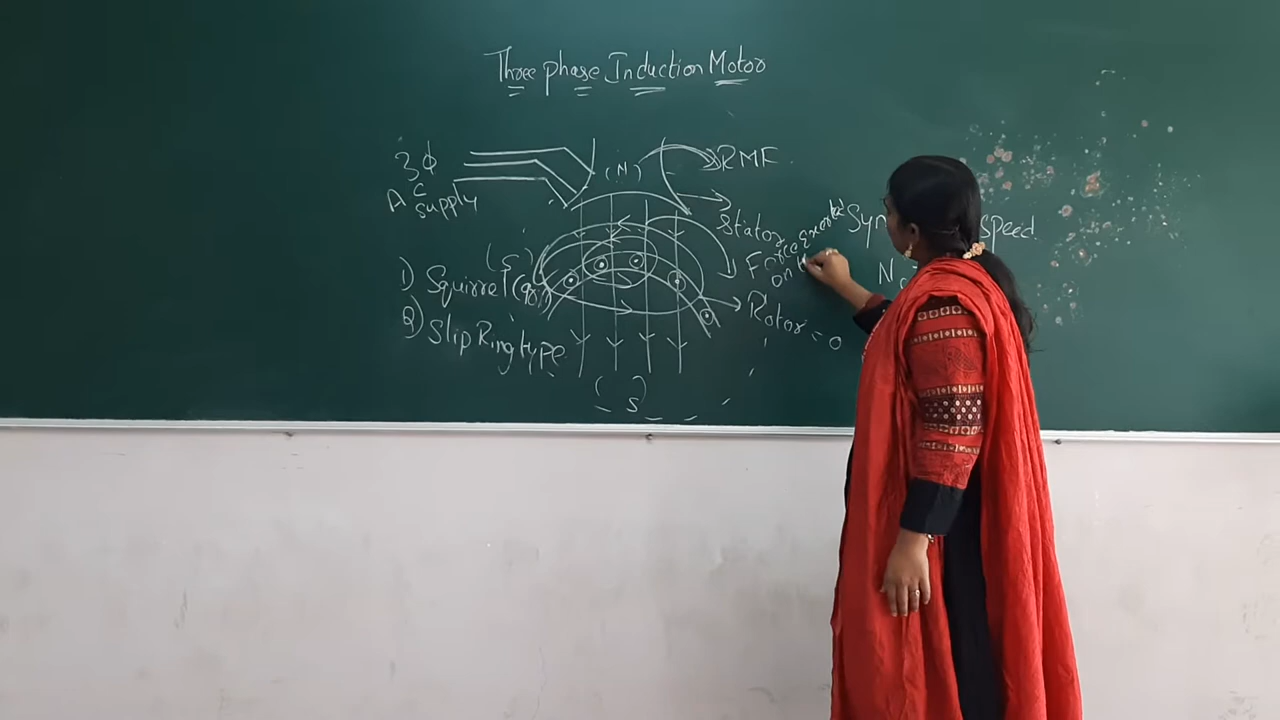 Three phase Induction Motor
3ϕ
AC
supply
(N)
RMF
Stator
Force Exerted
on
Syn
speed
N
1) Squirrel
2) Slip Ring type
Rotor = 0
(S)